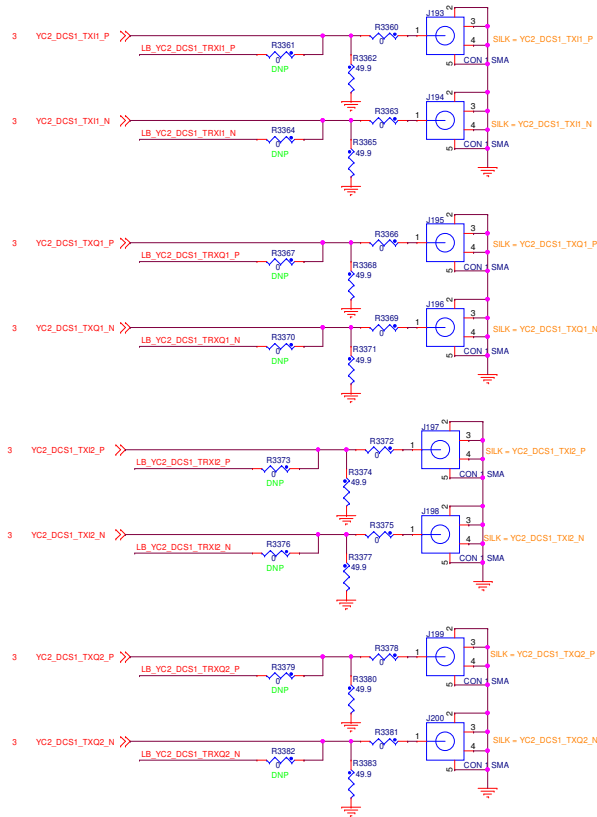 3 YC2_DCS1_TXI1_P
LB_YC2_DCS1_TRXI1_P
R3361
0
DNP
R3362
49.9
R3360
0
1
J193
2
3
4
5
CON 1 SMA
SILK = YC2_DCS1_TXI1_P
3 YC2_DCS1_TXI1_N
LB_YC2_DCS1_TRXI1_N
R3364
0
DNP
R3365
49.9
R3363
0
1
J194
2
3
4
5
CON 1 SMA
SILK = YC2_DCS1_TXI1_N
3 YC2_DCS1_TXQ1_P
LB_YC2_DCS1_TRXQ1_P
R3367
0
DNP
R3368
49.9
R3366
0
1
J195
2
3
4
5
CON 1 SMA
SILK = YC2_DCS1_TXQ1_P
3 YC2_DCS1_TXQ1_N
LB_YC2_DCS1_TRXQ1_N
R3370
0
DNP
R3371
49.9
R3369
0
1
J196
2
3
4
5
CON 1 SMA
SILK = YC2_DCS1_TXQ1_N
3 YC2_DCS1_TXI2_P
LB_YC2_DCS1_TRXI2_P
R3373
0
DNP
R3374
49.9
R3372
0
1
J197
2
3
4
5
CON 1 SMA
SILK = YC2_DCS1_TXI2_P
3 YC2_DCS1_TXI2_N
LB_YC2_DCS1_TRXI2_N
R3376
0
DNP
R3377
49.9
R3375
0
1
J198
2
3
4
5
CON 1 SMA
SILK = YC2_DCS1_TXI2_N
3 YC2_DCS1_TXQ2_P
LB_YC2_DCS1_TRXQ2_P
R3379
0
DNP
R3380
49.9
R3378
0
1
J199
2
3
4
5
CON 1 SMA
SILK = YC2_DCS1_TXQ2_P
3 YC2_DCS1_TXQ2_N
LB_YC2_DCS1_TRXQ2_N
R3382
0
DNP
R3383
49.9
R3381
0
1
J200
2
3
4
5
CON 1 SMA
SILK = YC2_DCS1_TXQ2_N